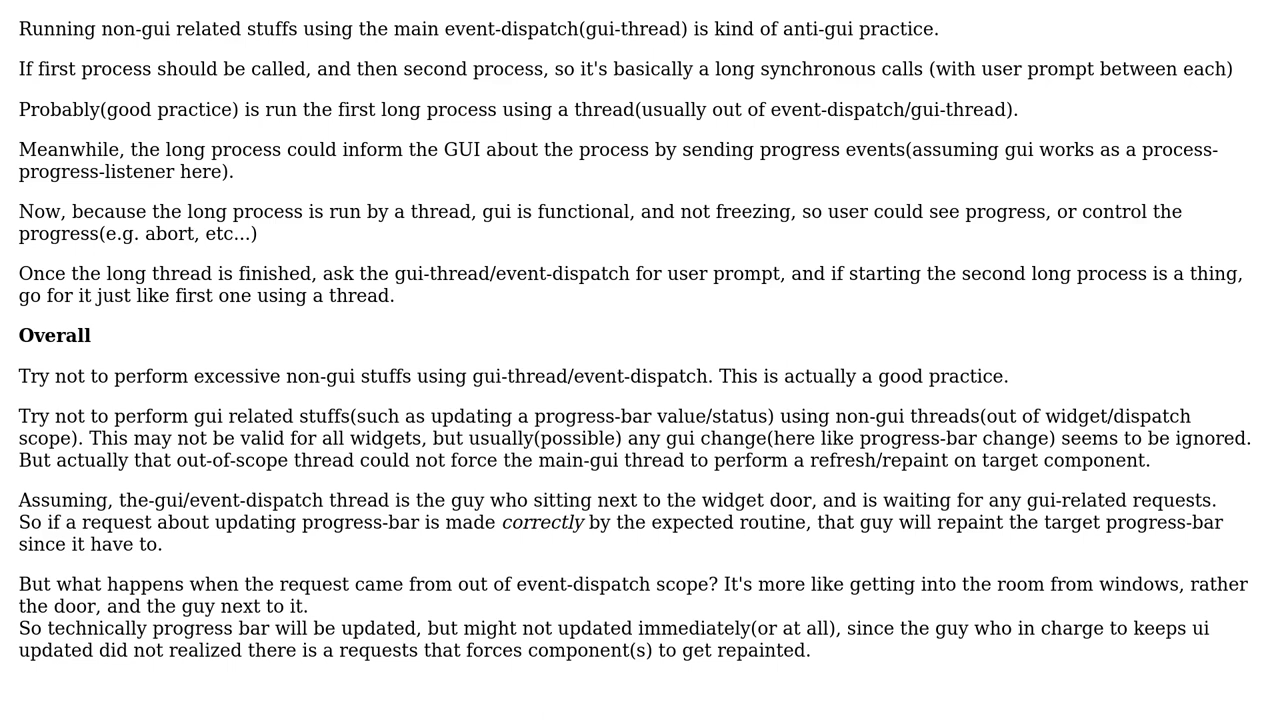 Running non-gui related stuffs using the main event-dispatch(gui-thread) is kind of anti-gui practice.
If first process should be called, and then second process, so it's basically a long synchronous calls (with user prompt between each)
Probably(good practice) is run the first long process using a thread(usually out of event-dispatch/gui-thread).
Meanwhile, the long process could inform the GUI about the process by sending progress events(assuming gui works as a process-
progress-listener here).
Now, because the long process is run by a thread, gui is functional, and not freezing, so user could see progress, or control the
progress(e.g. abort, etc...)
Once the long thread is finished, ask the gui-thread/event-dispatch for user prompt, and if starting the second long process is a thing,
go for it just like first one using a thread.
Overall
Try not to perform excessive non-gui stuffs using gui-thread/event-dispatch. This is actually a good practice.
Try not to perform gui related stuffs(such as updating a progress-bar value/status) using non-gui threads(out of widget/dispatch
scope). This may not be valid for all widgets, but usually(possible) any gui change(here like progress-bar change) seems to be ignored.
But actually that out-of-scope thread could not force the main-gui thread to perform a refresh/repaint on target component.
Assuming, the-gui/event-dispatch thread is the guy who sitting next to the widget door, and is waiting for any gui-related requests.
So if a request about updating progress-bar is made correctly by the expected routine, that guy will repaint the target progress-bar
since it have to.
But what happens when the request came from out of event-dispatch scope? It's more like getting into the room from windows, rather
the door, and the guy next to it.
So technically progress bar will be updated, but might not updated immediately(or at all), since the guy who in charge to keeps ui
updated did not realized there is a requests that forces component(s) to get repainted.